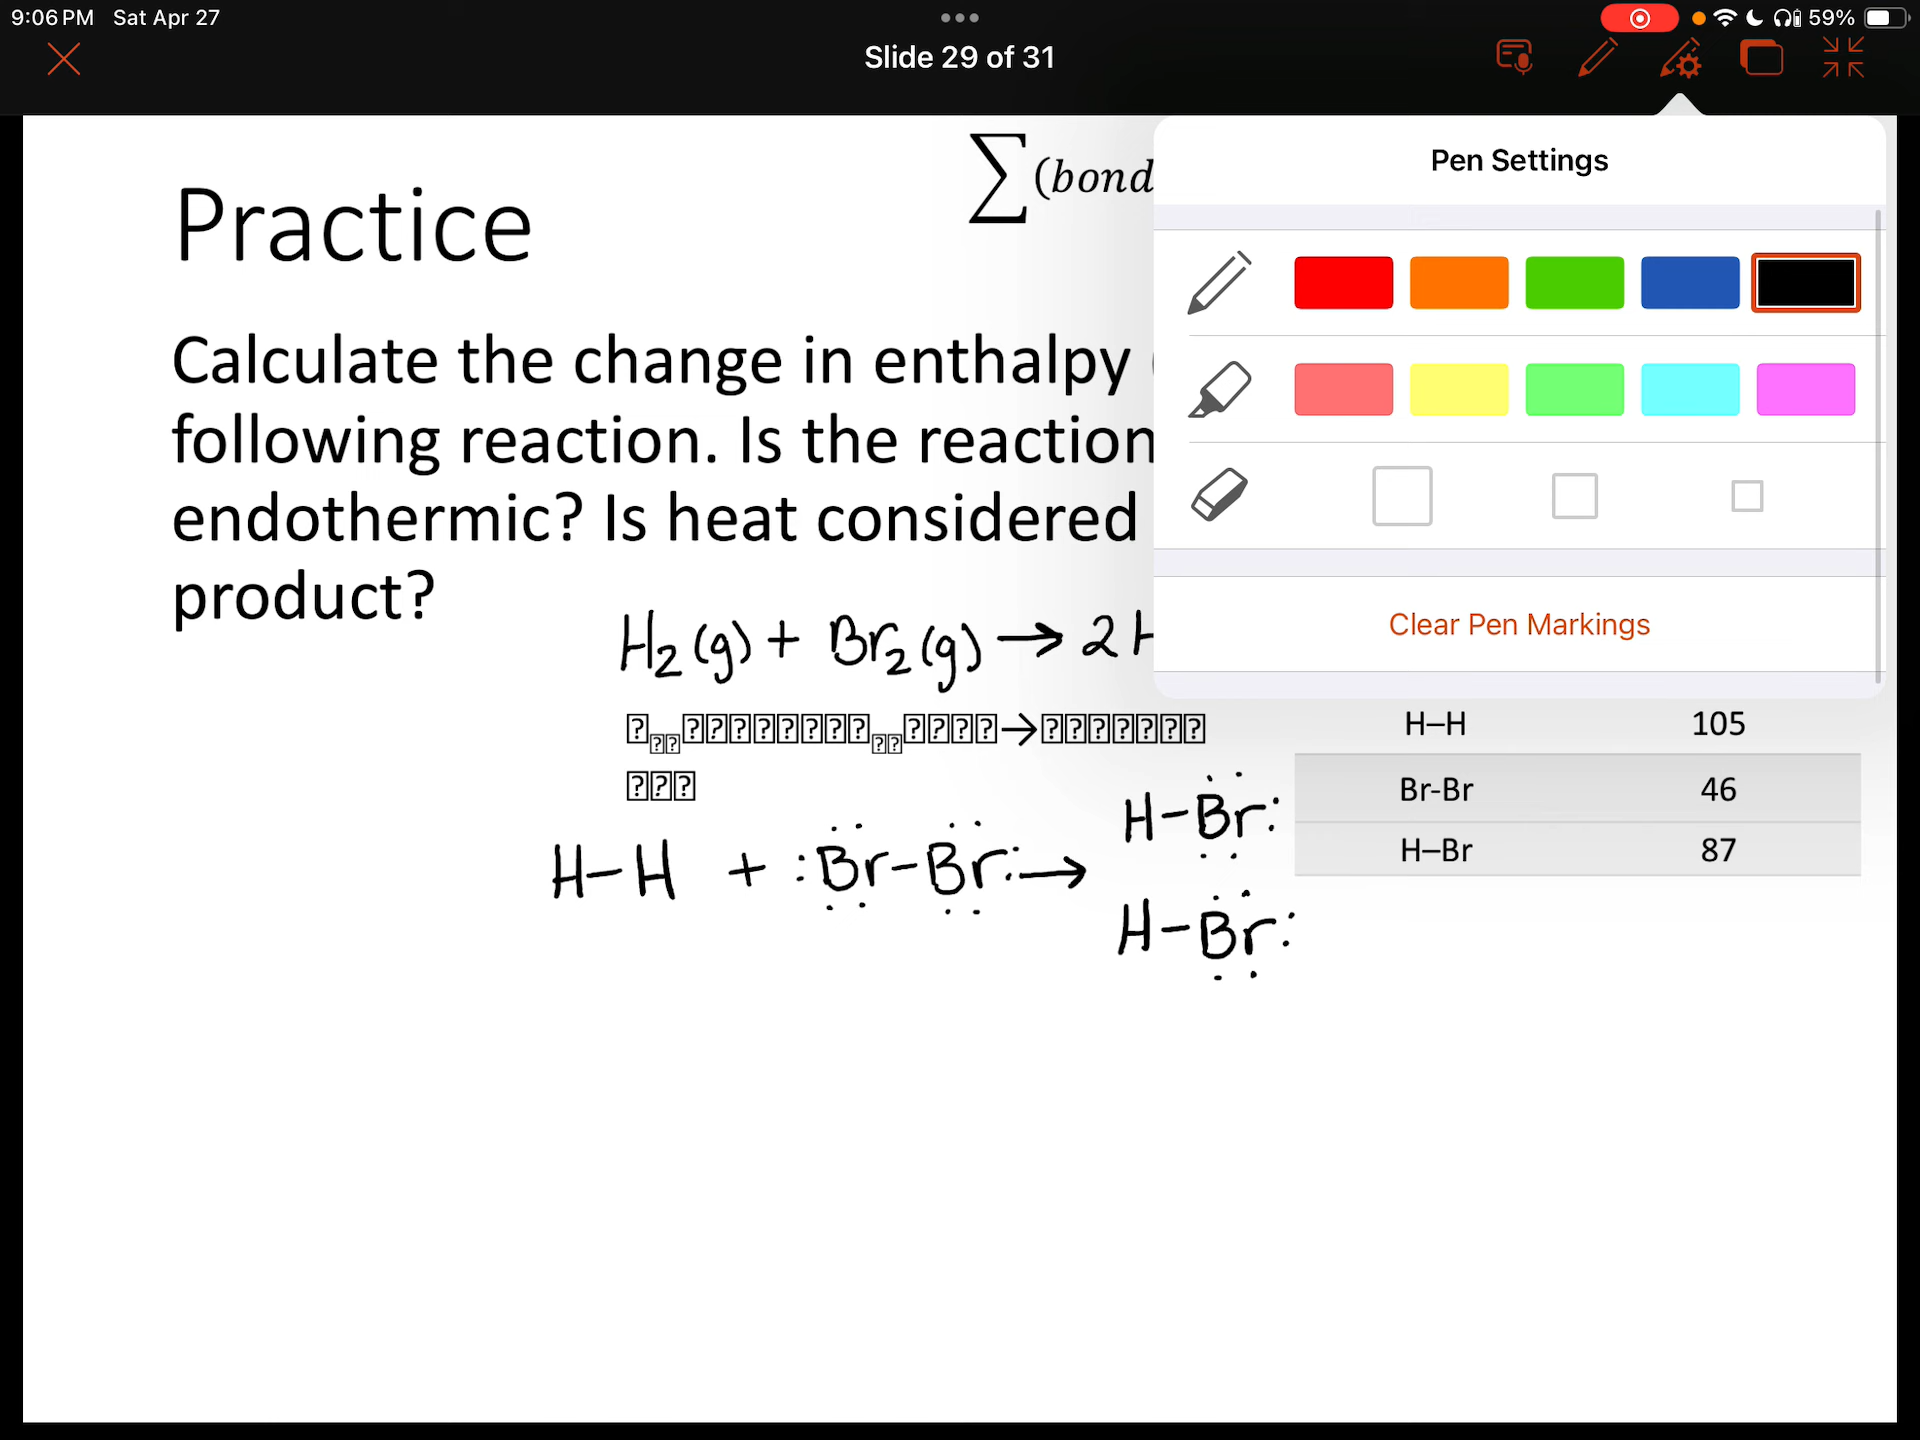 9:06 PM Sat Apr 27
59%
Slide 29 of 31
Pen Settings
∑(bond
Practice
Calculate the change in enthalpy
following reaction. Is the reaction
endothermic? Is heat considered
product?
Clear Pen Markings
H₂(g) + Br₂(g) → 2 H
H–H 105
Br-Br 46
H–Br 87
H-Br:
H-H + :Br-Br: →
H-Br: